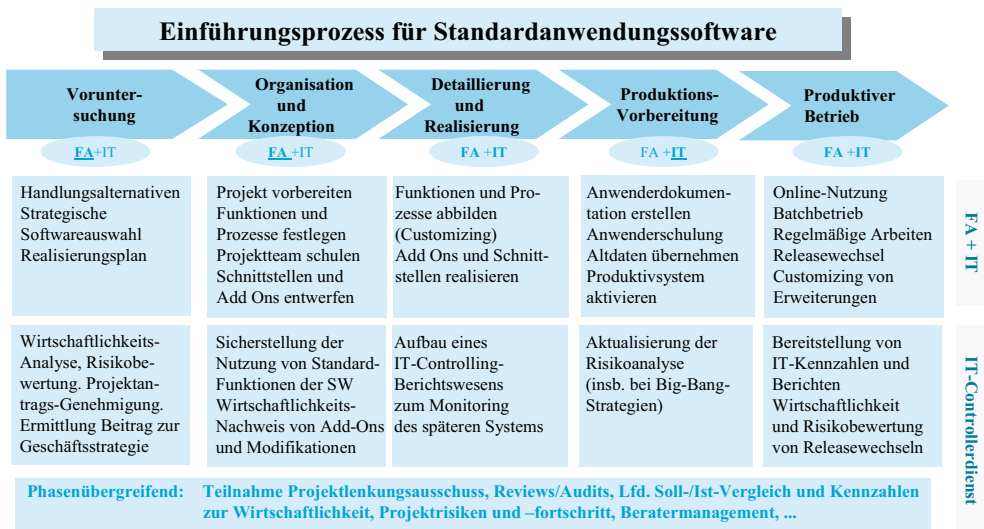 Einführungsprozess für Standardanwendungssoftware
Vorunter-
suchung
Organisation
und
Konzeption
Detaillierung
und
Realisierung
Produktions-
Vorbereitung
Produktiver
Betrieb
FA+IT
FA +IT
FA +IT
FA +IT
FA +IT
Handlungsalternativen
Strategische
Softwareauswahl
Realisierungsplan
Projekt vorbereiten
Funktionen und
Prozesse festlegen
Projektteam schulen
Schnittstellen und
Add Ons entwerfen
Funktionen und Pro-
zesse abbilden
(Customizing)
Add Ons und Schnitt-
stellen realisieren
Anwenderdokumen-
tation erstellen
Anwenderschulung
Altdaten übernehmen
Produktivsystem
aktivieren
Online-Nutzung
Batchbetrieb
Regelmäßige Arbeiten
Releasewechsel
Customizing von
Erweiterungen
FA + IT
Wirtschaftlichkeits-
Analyse, Risikobe-
wertung. Projektan-
trags-Genehmigung.
Ermittlung Beitrag zur
Geschäftsstrategie
Sicherstellung der
Nutzung von Standard-
Funktionen der SW
Wirtschaftlichkeits-
Nachweis von Add-Ons
und Modifikationen
Aufbau eines
IT-Controlling-
Berichtswesens
zum Monitoring
des späteren Systems
Aktualisierung der
Risikoanalyse
(insb. bei Big-Bang-
Strategien)
Bereitstellung von
IT-Kennzahlen und
Berichten
Wirtschaftlichkeit
und Risikobewertung
von Releasewechseln
IT-Controllerdienst
Phasenübergreifend: Teilnahme Projektlenkungsausschuss, Reviews/Audits, Lfd. Soll-/Ist-Vergleich und Kennzahlen
zur Wirtschaftlichkeit, Projektrisiken und –fortschritt, Beratermanagement, ...